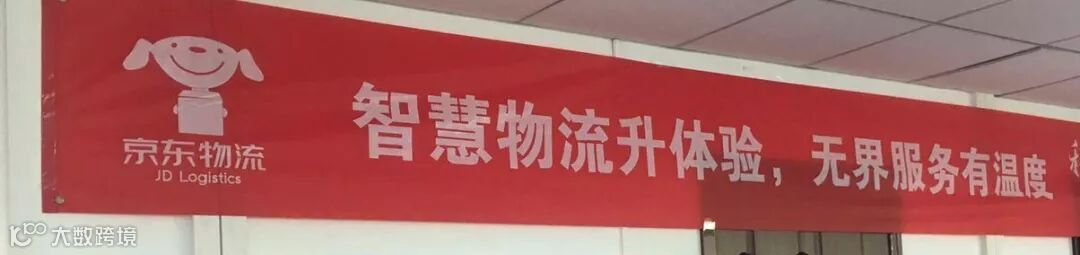 京东物流
JD Logistics
智慧物流升体验，无界服务有温度
大数跨境